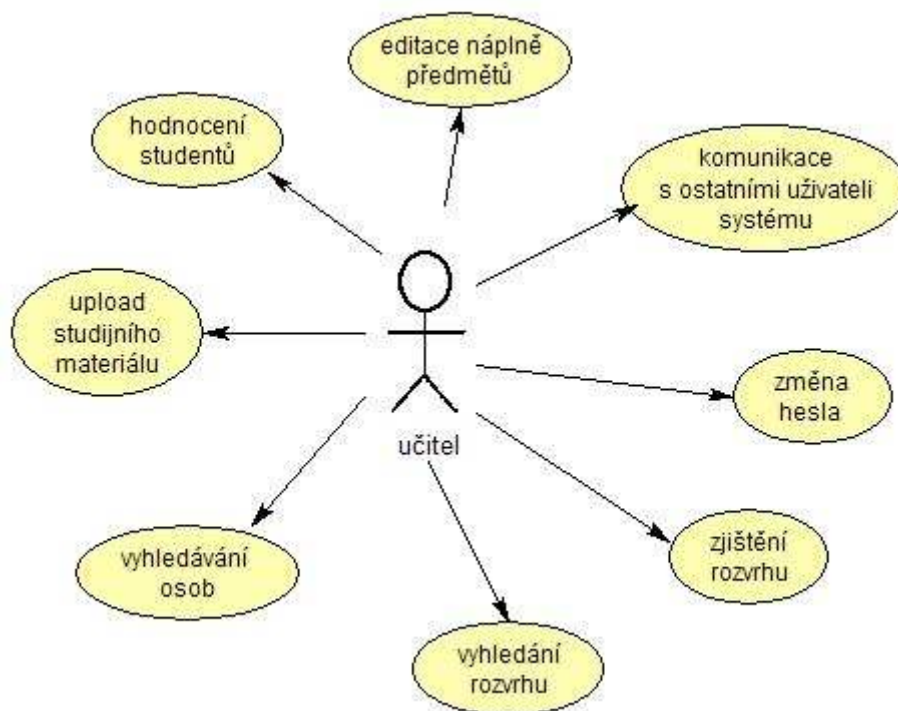 editace náplně
předmětů
hodnocení
studentů
komunikace
s ostatními uživateli
systému
upload
studijního
materiálu
změna
hesla
učitel
zjištění
rozvrhu
vyhledávání
osob
vyhledání
rozvrhu